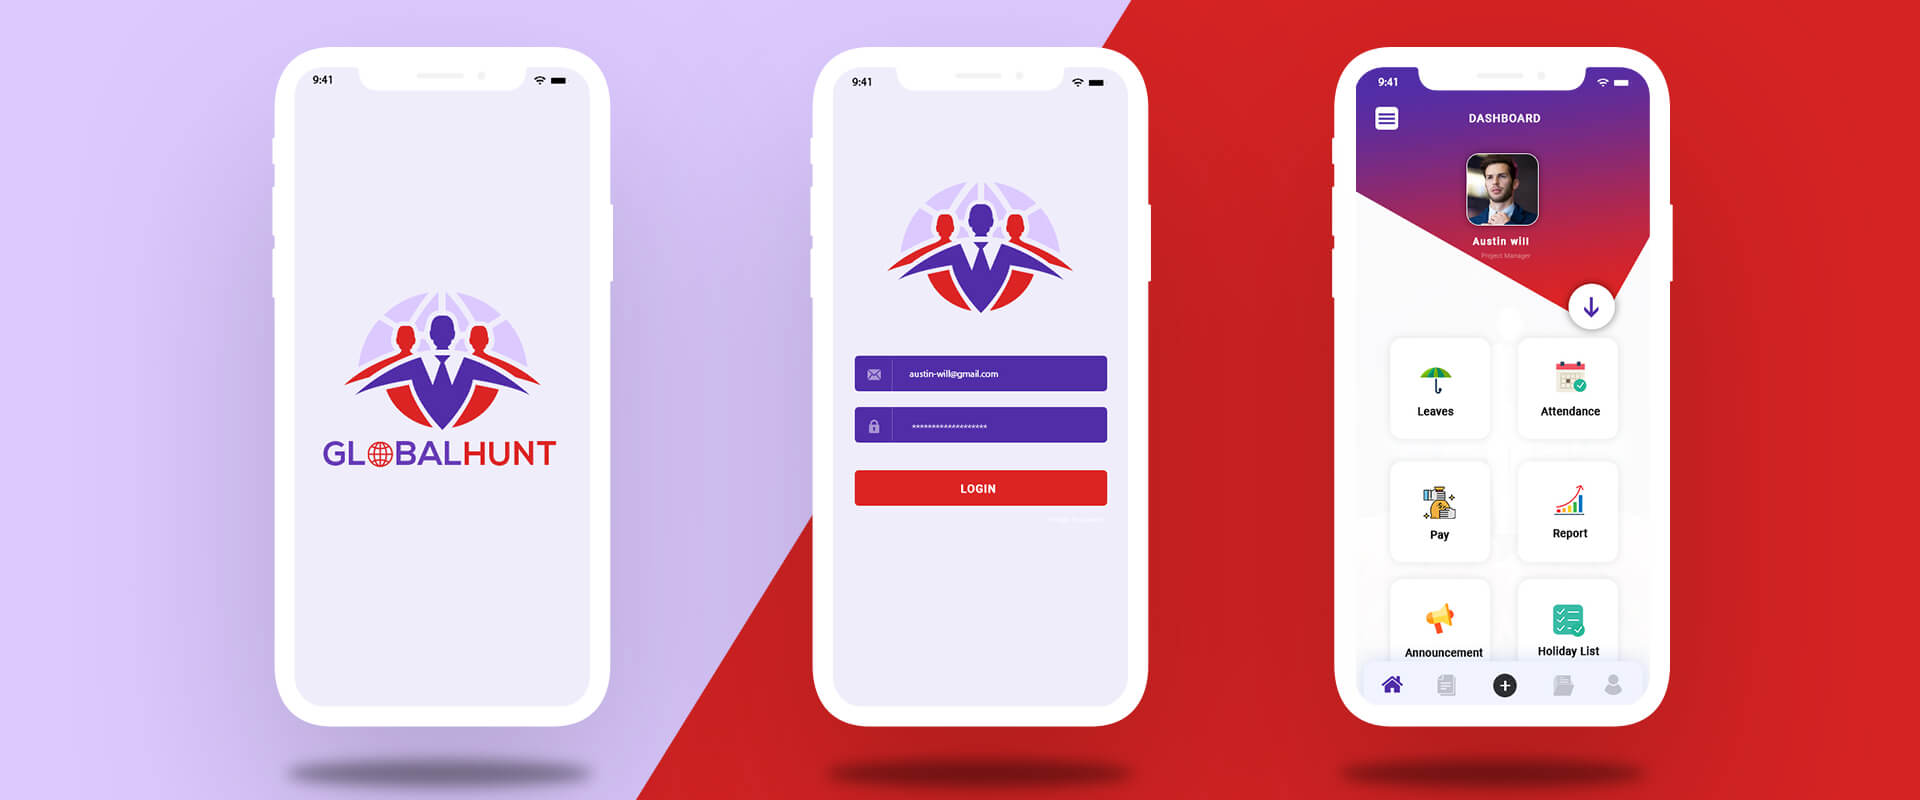 9:41
GLOBALHUNT
9:41
austin-will@gmail.com
*******************
LOGIN
9:41
DASHBOARD
Austin will
Project Manager
Leaves
Attendance
Pay
Report
Announcement
Holiday List